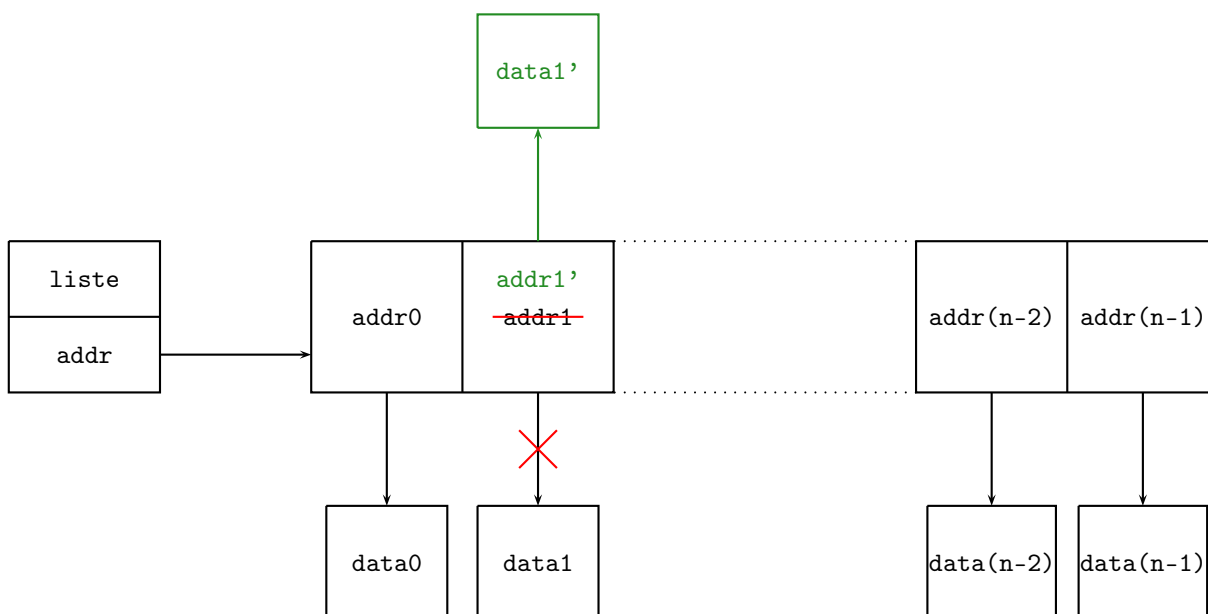 data1’
liste
addr
addr0
addr1’
addr1
addr(n-2)
addr(n-1)
data0
data1
data(n-2)
data(n-1)